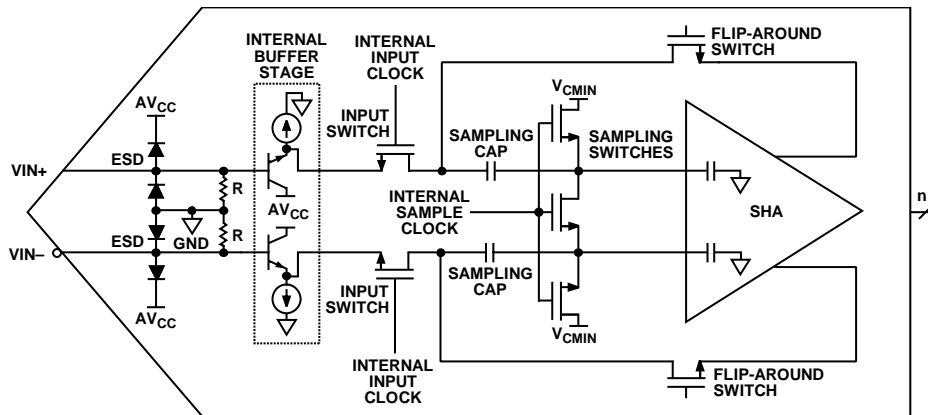 INTERNAL
BUFFER
STAGE
INTERNAL
INPUT
CLOCK
FLIP-AROUND
SWITCH
AVCC
VCMIN
INPUT
SWITCH
SAMPLING
CAP
SAMPLING
SWITCHES
VIN+
ESD
R
AVCC
INTERNAL
SAMPLE
CLOCK
SHA
n
ESD
GND
R
VIN–
INPUT
SWITCH
SAMPLING
CAP
AVCC
VCMIN
INTERNAL
INPUT
CLOCK
FLIP-AROUND
SWITCH